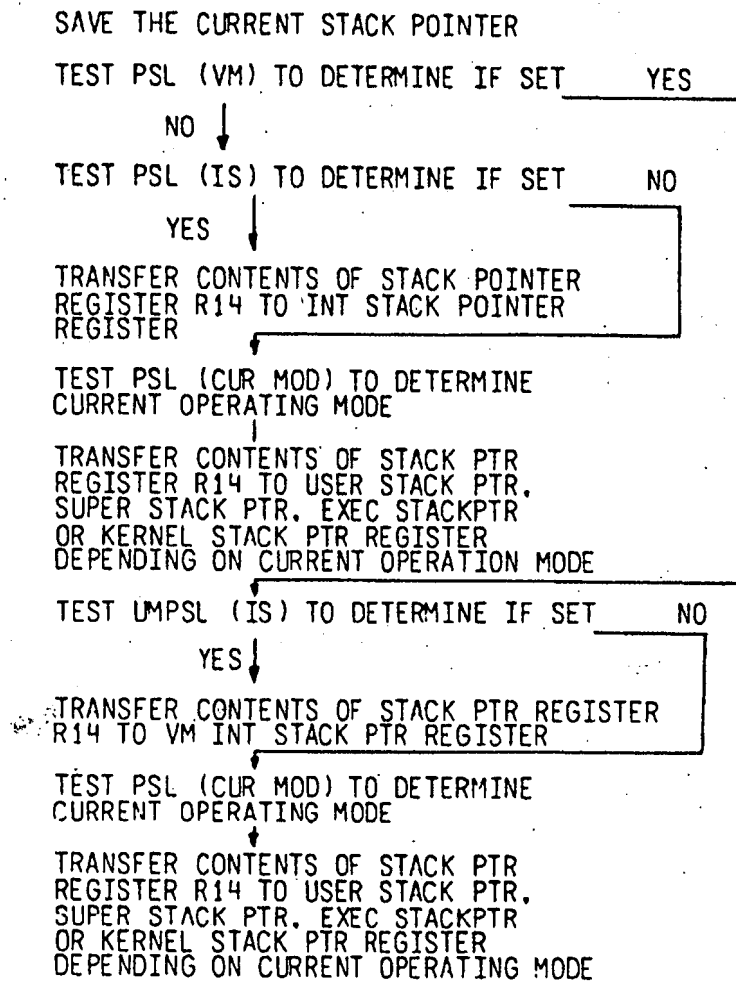 SAVE THE CURRENT STACK POINTER
TEST PSL (VM) TO DETERMINE IF SET YES
NO
TEST PSL (IS) TO DETERMINE IF SET NO
YES
TRANSFER CONTENTS OF STACK POINTER
REGISTER R14 TO INT STACK POINTER
REGISTER
TEST PSL (CUR MOD) TO DETERMINE
CURRENT OPERATING MODE
TRANSFER CONTENTS OF STACK PTR
REGISTER R14 TO USER STACK PTR.
SUPER STACK PTR. EXEC STACKPTR
OR KERNEL STACK PTR REGISTER
DEPENDING ON CURRENT OPERATION MODE
TEST UMPSL (IS) TO DETERMINE IF SET NO
YES
TRANSFER CONTENTS OF STACK PTR REGISTER
R14 TO VM INT STACK PTR REGISTER
TEST PSL (CUR MOD) TO DETERMINE
CURRENT OPERATING MODE
TRANSFER CONTENTS OF STACK PTR
REGISTER R14 TO USER STACK PTR.
SUPER STACK PTR. EXEC STACKPTR
OR KERNEL STACK PTR REGISTER
DEPENDING ON CURRENT OPERATING MODE